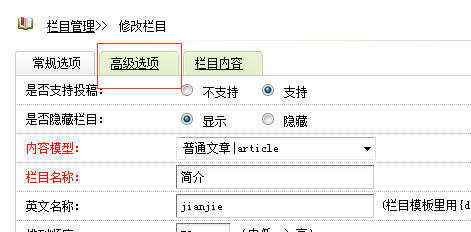 栏目管理>> 修改栏目
常规选项 高级选项 栏目内容
是否支持投稿: 不支持 支持
是否隐藏栏目: 显示 隐藏
内容模型: 普通文章|article
栏目名称: 简介
英文名称: jianjie (栏目模板里用{d